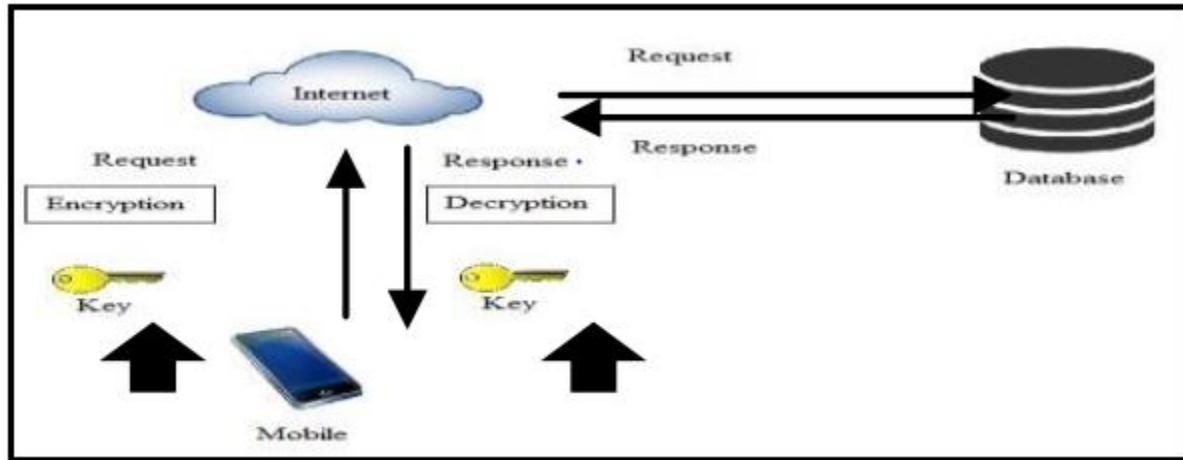 Request
Internet
Response
Request
Response
Database
Encryption
Decryption
Key
Key
Mobile